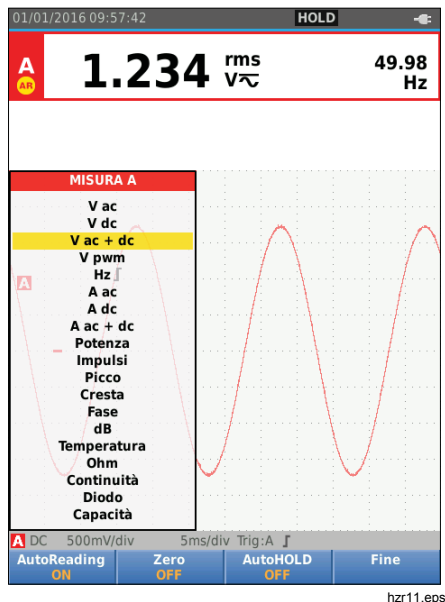 01/01/2016 09:57:42 HOLD
A 1.234 rms 49.98
AR V Hz
MISURA A
V ac
V dc
V ac + dc
V pwm
Hz
A
A ac
A dc
A ac + dc
Potenza
Impulsi
Picco
Cresta
Fase
dB
Temperatura
Ohm
Continuità
Diodo
Capacità
A DC 500mV/div 5ms/div Trig:A
AutoReading Zero AutoHOLD Fine
ON OFF OFF
hzr11.eps